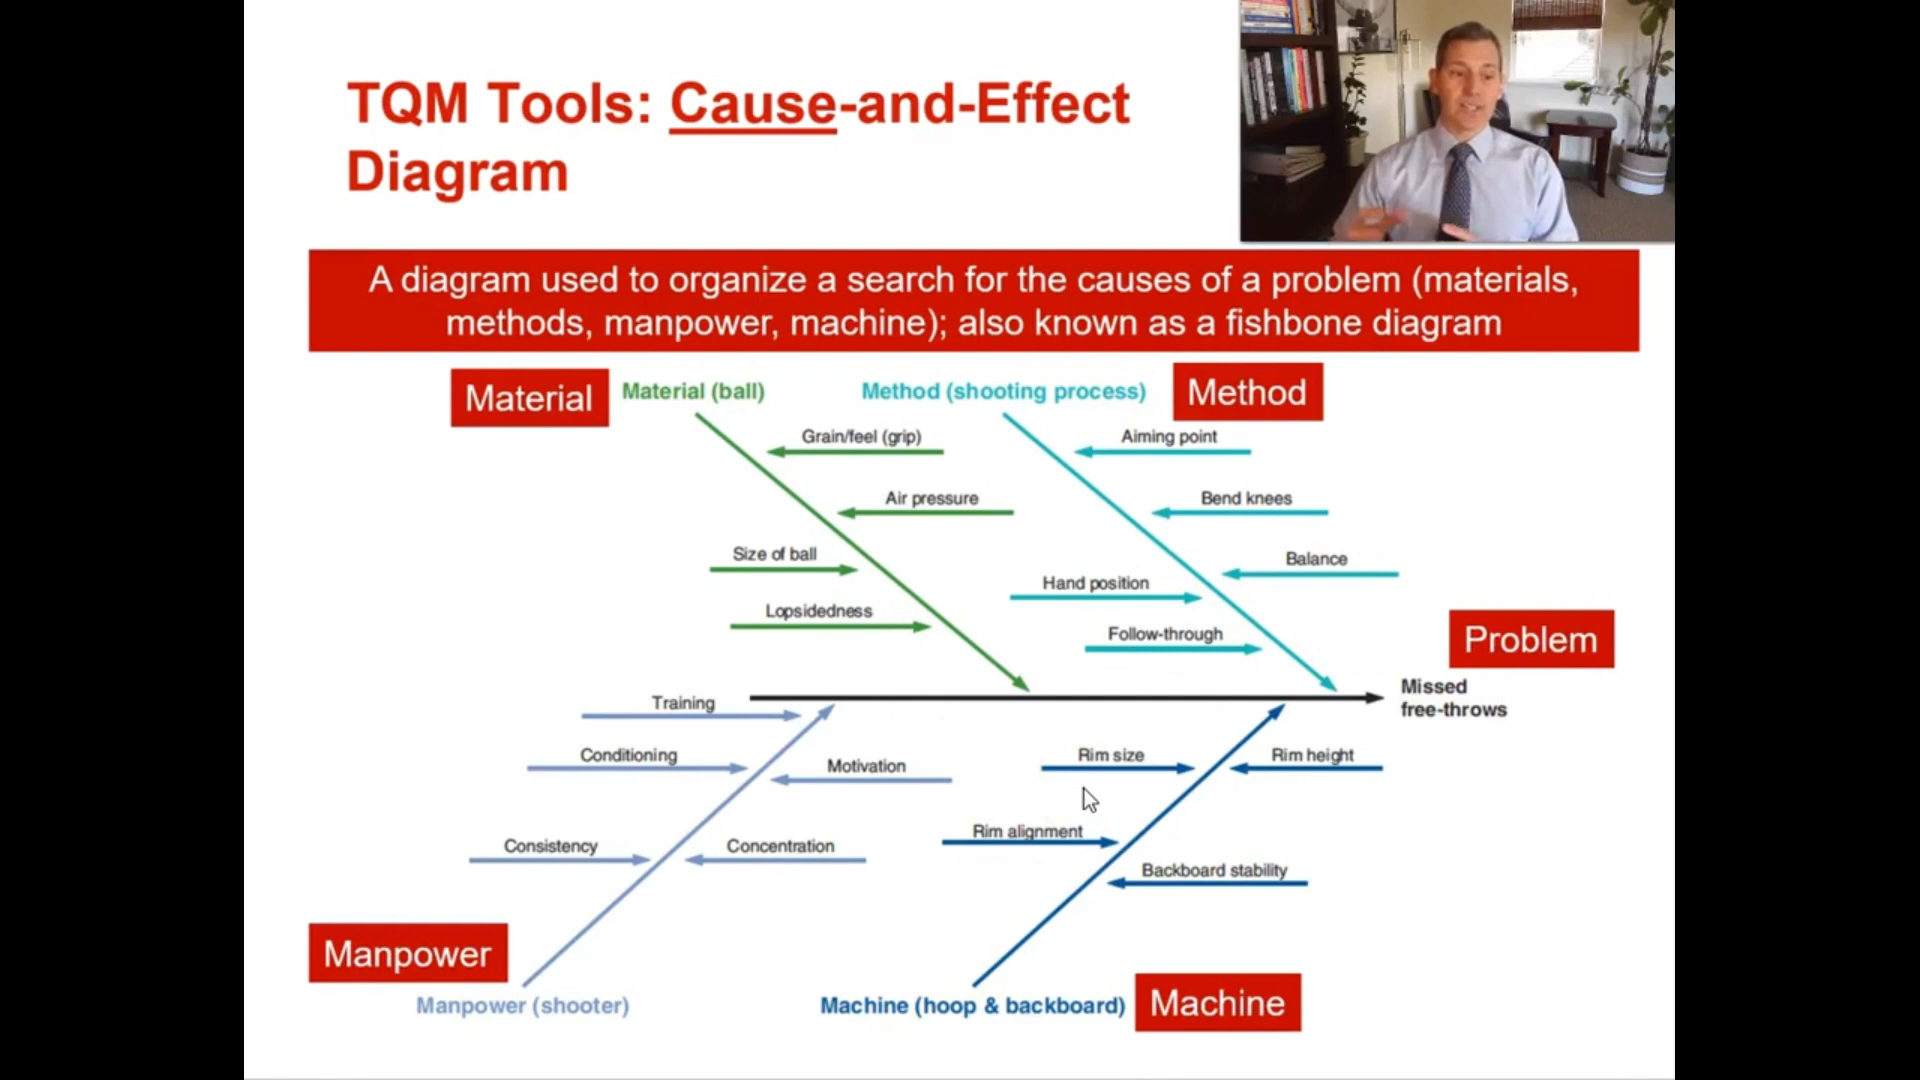 TQM Tools: Cause-and-Effect
Diagram
A diagram used to organize a search for the causes of a problem (materials,
methods, manpower, machine); also known as a fishbone diagram
Material
Material (ball)
Method (shooting process)
Method
Grain/feel (grip)
Aiming point
Air pressure
Bend knees
Size of ball
Balance
Hand position
Lopsidedness
Follow-through
Problem
Missed
free-throws
Training
Conditioning
Motivation
Rim size
Rim height
Consistency
Concentration
Rim alignment
Backboard stability
Manpower
Manpower (shooter)
Machine (hoop & backboard)
Machine